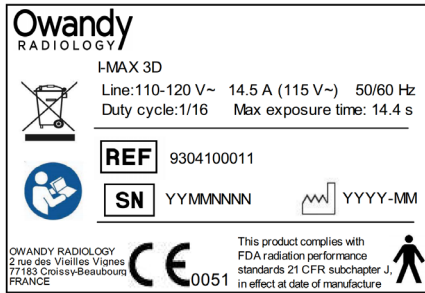 Owandy
RADIOLOGY
I-MAX 3D
Line:110-120 V~ 14.5 A (115 V~) 50/60 Hz
Duty cycle:1/16 Max exposure time: 14.4 s
REF 9304100011
SN YYMMNNNN YYYY-MM
OWANDY RADIOLOGY
2 rue des Vieilles Vignes
77183 Croissy-Beaubourg
FRANCE
CE 0051
This product complies with
FDA radiation performance
standards 21 CFR subchapter J,
in effect at date of manufacture